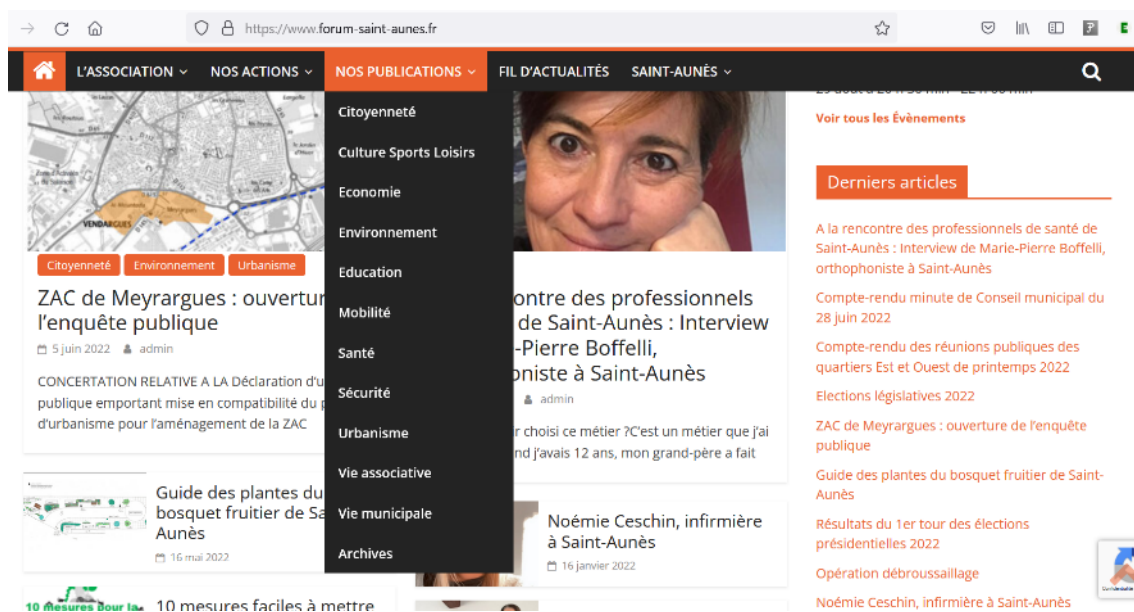 https://www.forum-saint-aunes.fr
L'ASSOCIATION
NOS ACTIONS
NOS PUBLICATIONS
FIL D'ACTUALITÉS
SAINT-AUNÈS
Citoyenneté
Culture Sports Loisirs
Economie
Environnement
Education
Mobilité
Santé
Sécurité
Urbanisme
Vie associative
Vie municipale
Archives
VENDARGUES
Citoyenneté
Environnement
Urbanisme
ZAC de Meyrargues : ouvertur
l'enquête publique
5 juin 2022 admin
CONCERTATION RELATIVE A LA Déclaration d'u
publique emportant mise en compatibilité du p
d'urbanisme pour l'aménagement de la ZAC
Guide des plantes du
bosquet fruitier de Sa
Aunès
16 mai 2022
10 mesures pour la
10 mesures faciles à mettre
ontre des professionnels
de Saint-Aunès : Interview
-Pierre Boffelli,
oniste à Saint-Aunès
admin
r choisi ce métier ?C'est un métier que j'ai
nd j'avais 12 ans, mon grand-père a fait
Noémie Ceschin, infirmière
à Saint-Aunès
16 janvier 2022
Voir tous les Évènements
Derniers articles
A la rencontre des professionnels de santé de
Saint-Aunès : Interview de Marie-Pierre Boffelli,
orthophoniste à Saint-Aunès
Compte-rendu minute de Conseil municipal du
28 juin 2022
Compte-rendu des réunions publiques des
quartiers Est et Ouest de printemps 2022
Elections législatives 2022
ZAC de Meyrargues : ouverture de l'enquête
publique
Guide des plantes du bosquet fruitier de Saint-
Aunès
Résultats du 1er tour des élections
présidentielles 2022
Opération débroussaillage
Noémie Ceschin, infirmière à Saint-Aunès